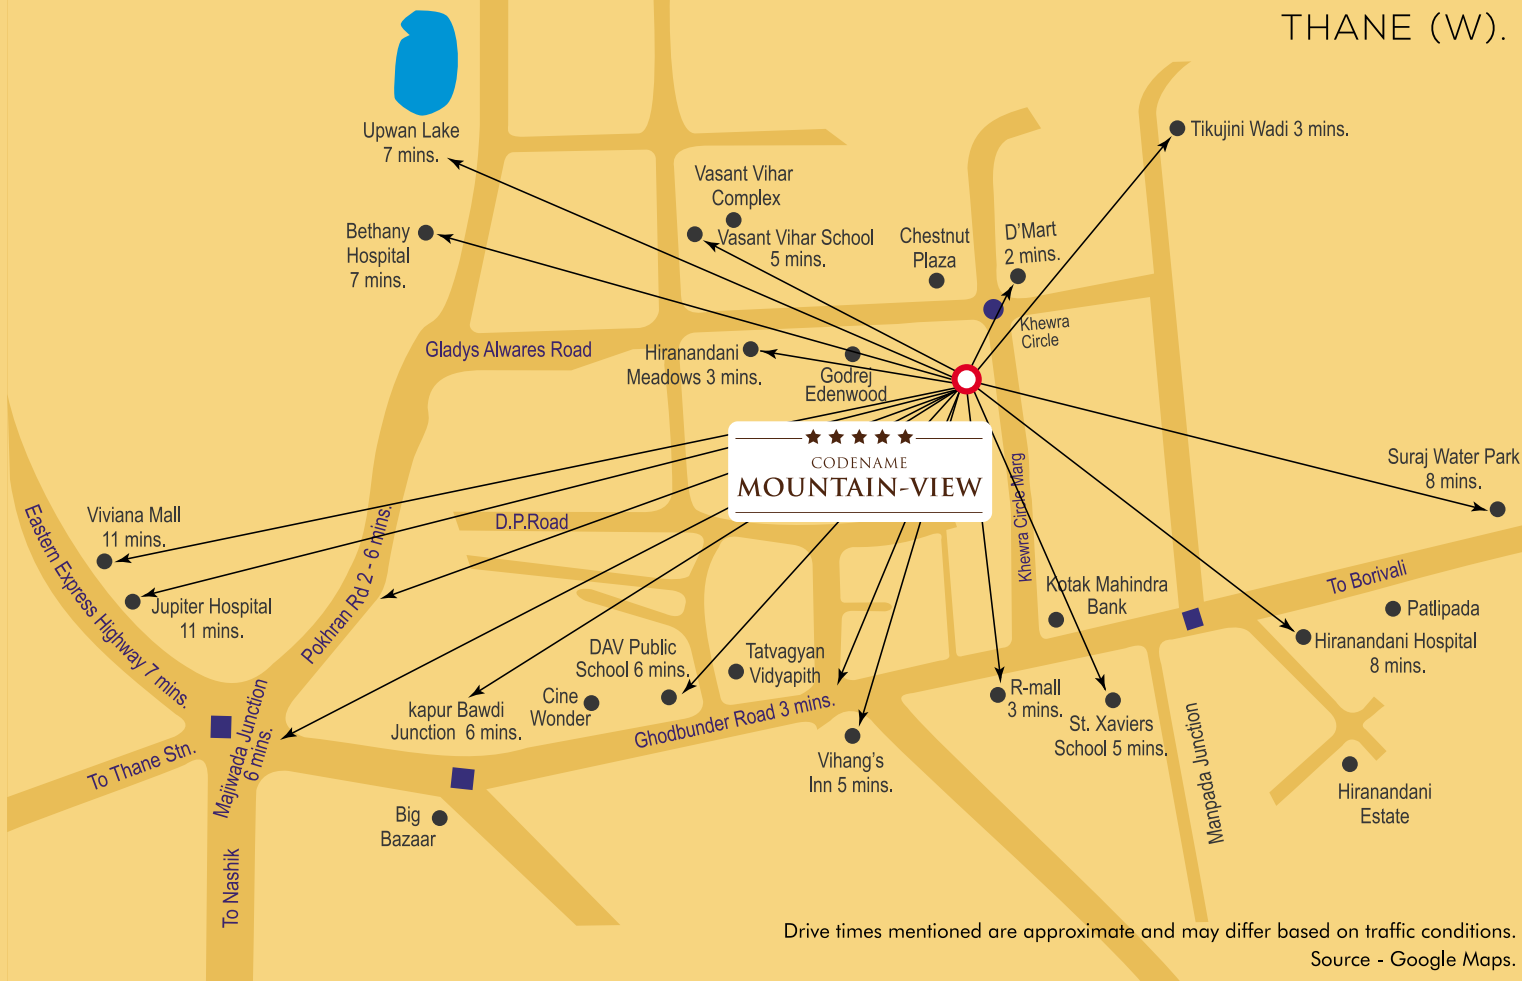 THANE (W).
Upwan Lake
7 mins.
Tikujini Wadi 3 mins.
Vasant Vihar
Complex
Vasant Vihar School
5 mins.
Bethany
Hospital
7 mins.
Chestnut
Plaza
D'Mart
2 mins.
Khewra
Circle
Gladys Alwares Road
Hiranandani
Meadows 3 mins.
Godrej
Edenwood
CODENAME
MOUNTAIN-VIEW
Suraj Water Park
8 mins.
Viviana Mall
11 mins.
Jupiter Hospital
11 mins.
Eastern Express Highway 7 mins.
Pokhran Rd 2 - 6 mins.
D.P.Road
Khewra Circle Marg
Kotak Mahindra
Bank
To Borivali
Patlipada
Hiranandani Hospital
8 mins.
DAV Public
School 6 mins.
Tatvagyan
Vidyapith
Cine
Wonder
kapur Bawdi
Junction 6 mins.
Ghodbunder Road 3 mins.
R-mall
3 mins.
St. Xaviers
School 5 mins.
Manpada Junction
Vihang's
Inn 5 mins.
Hiranandani
Estate
To Thane Stn.
Majiwada Junction
6 mins.
Big
Bazaar
To Nashik
Drive times mentioned are approximate and may differ based on traffic conditions.
Source - Google Maps.